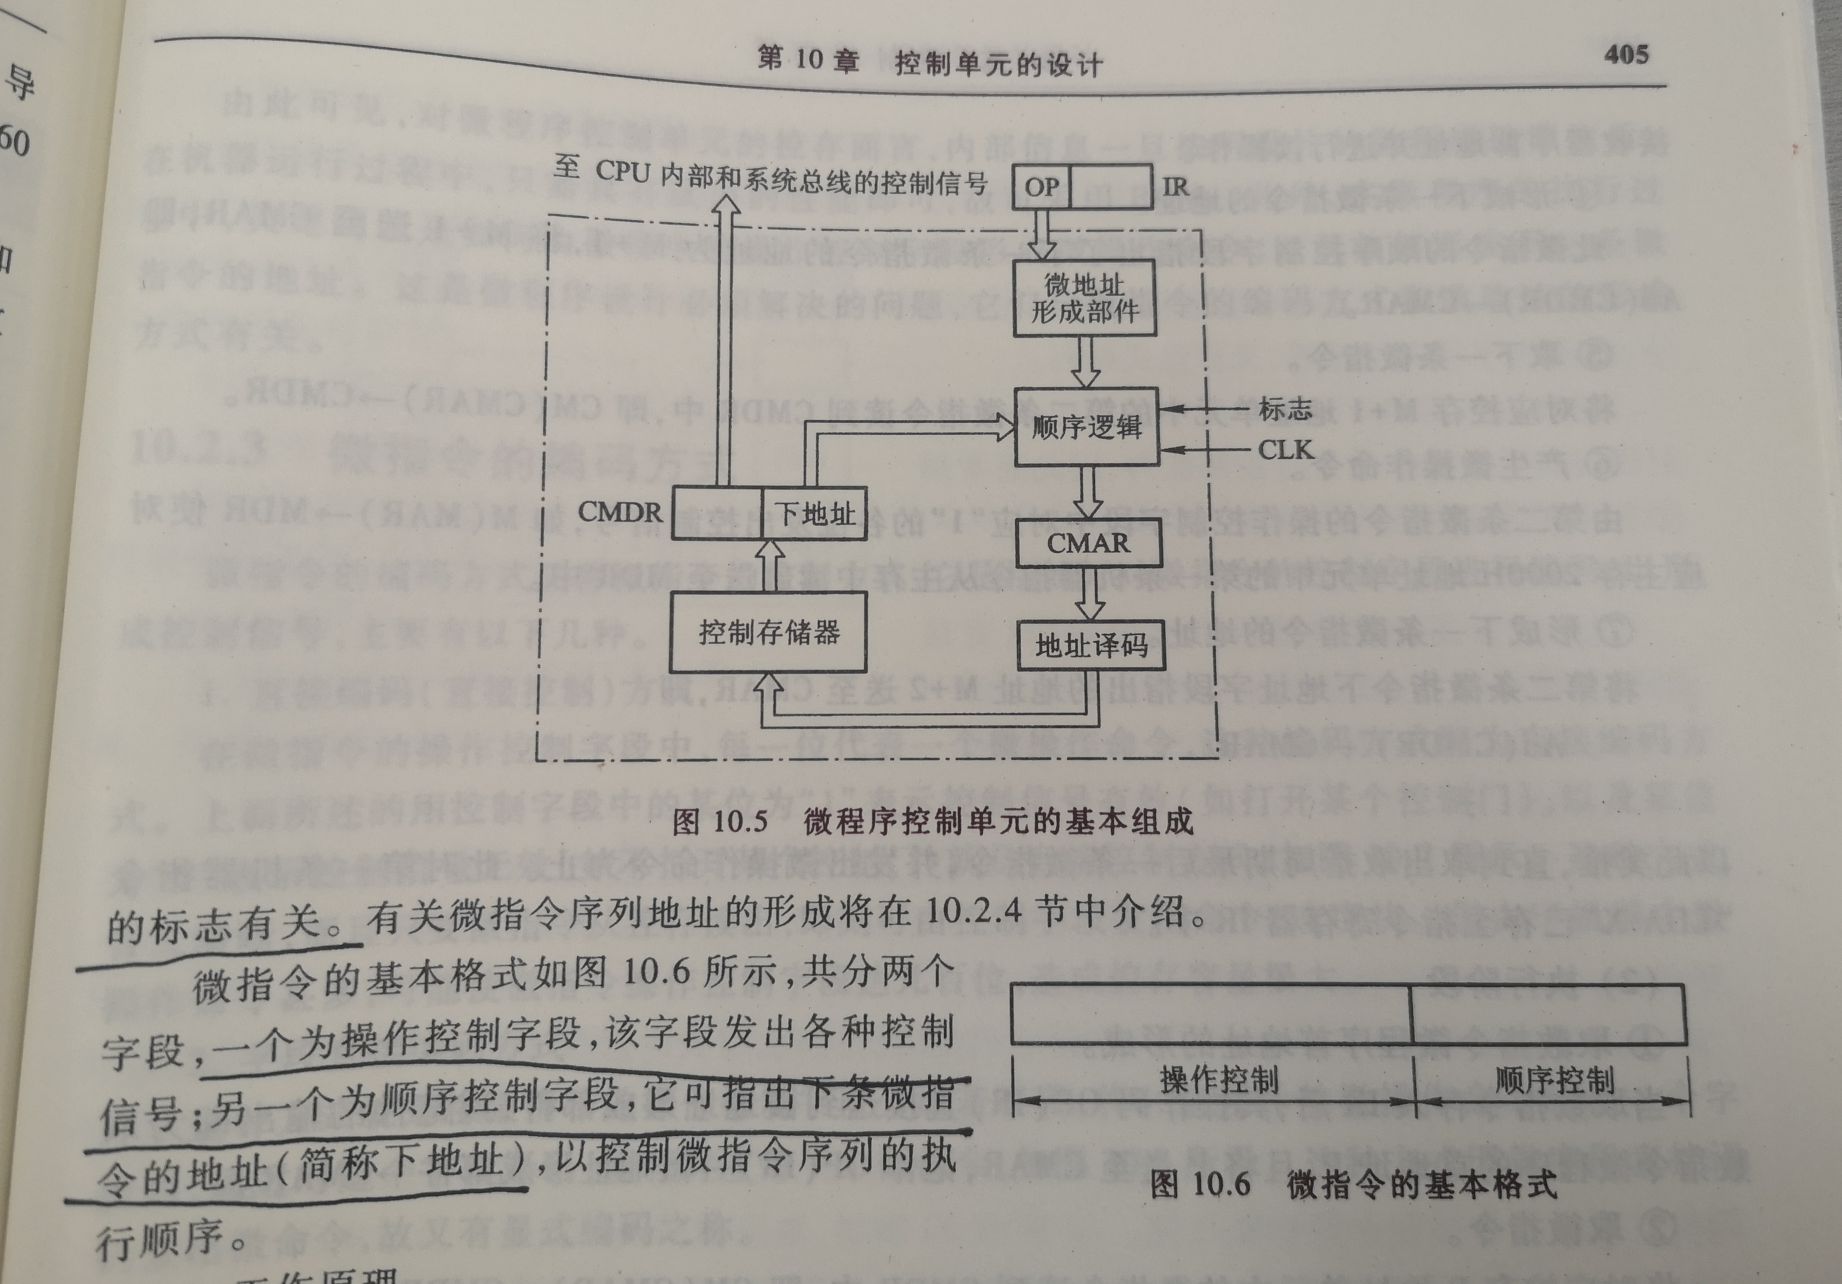 导
60
第 10 章 控制单元的设计
405
至 CPU 内部和系统总线的控制信号
OP
IR
微地址
形成部件
顺序逻辑
标志
CLK
CMDR
下地址
CMAR
控制存储器
地址译码
图 10.5 微程序控制单元的基本组成
的标志有关。有关微指令序列地址的形成将在 10.2.4 节中介绍。
微指令的基本格式如图 10.6 所示,共分两个
字段,一个为操作控制字段,该字段发出各种控制
信号;另一个为顺序控制字段,它可指出下条微指
令的地址(简称下地址),以控制微指令序列的执
行顺序。
操作控制
顺序控制
图 10.6 微指令的基本格式
工作原理